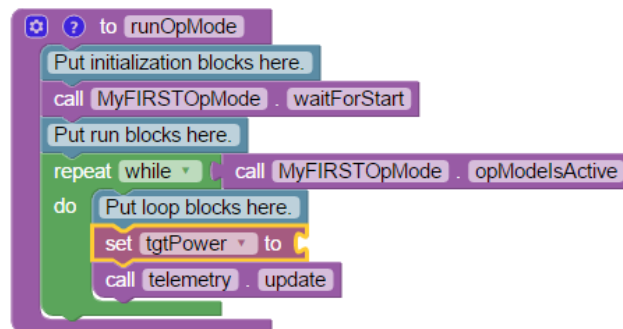 to runOpMode
Put initialization blocks here.
call MyFIRSTOpMode . waitForStart
Put run blocks here.
repeat while call MyFIRSTOpMode . opModeIsActive
do Put loop blocks here.
set tgtPower to
call telemetry . update